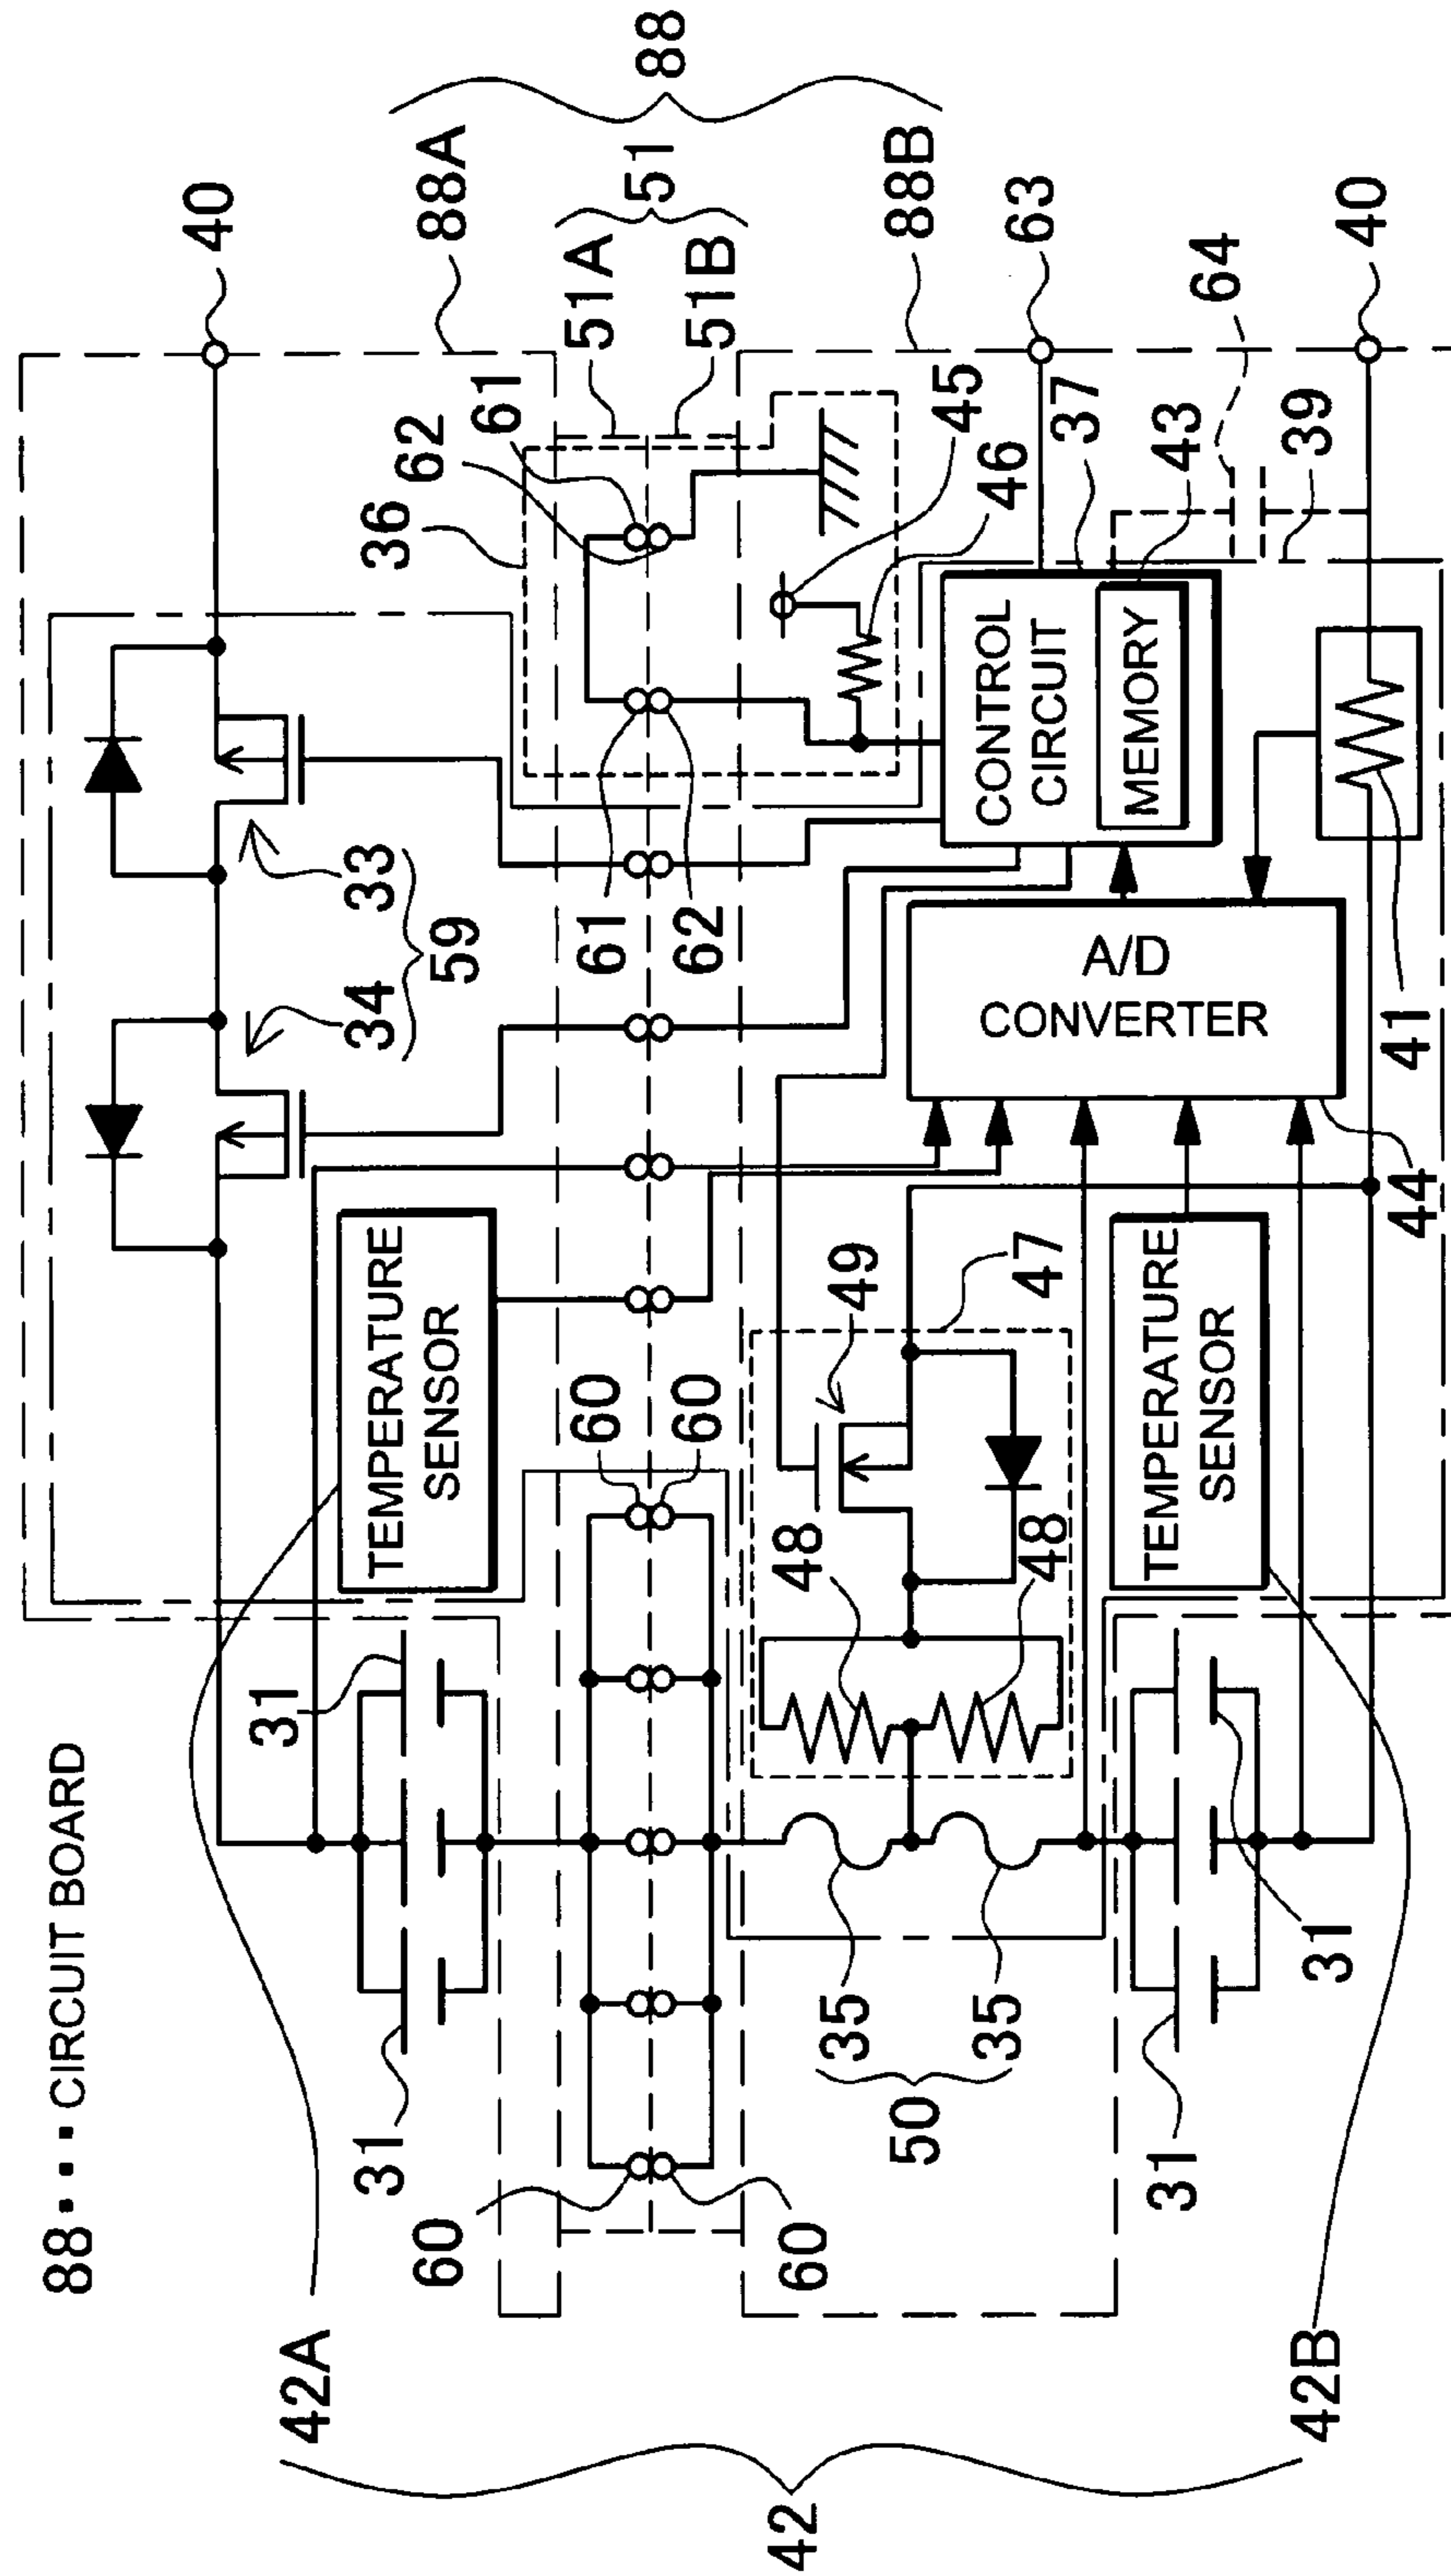 88••••CIRCUIT BOARD
42
42A
42B
31
31
31
31
60
60
60
60
35
35
50
48
48
49
47
TEMPERATURE
SENSOR
TEMPERATURE
SENSOR
34
33
59
61
62
61
62
61
62
36
51A
51B
51
88A
88B
88
40
40
63
64
45
46
37
43
39
CONTROL
CIRCUIT
MEMORY
A/D
CONVERTER
41
44